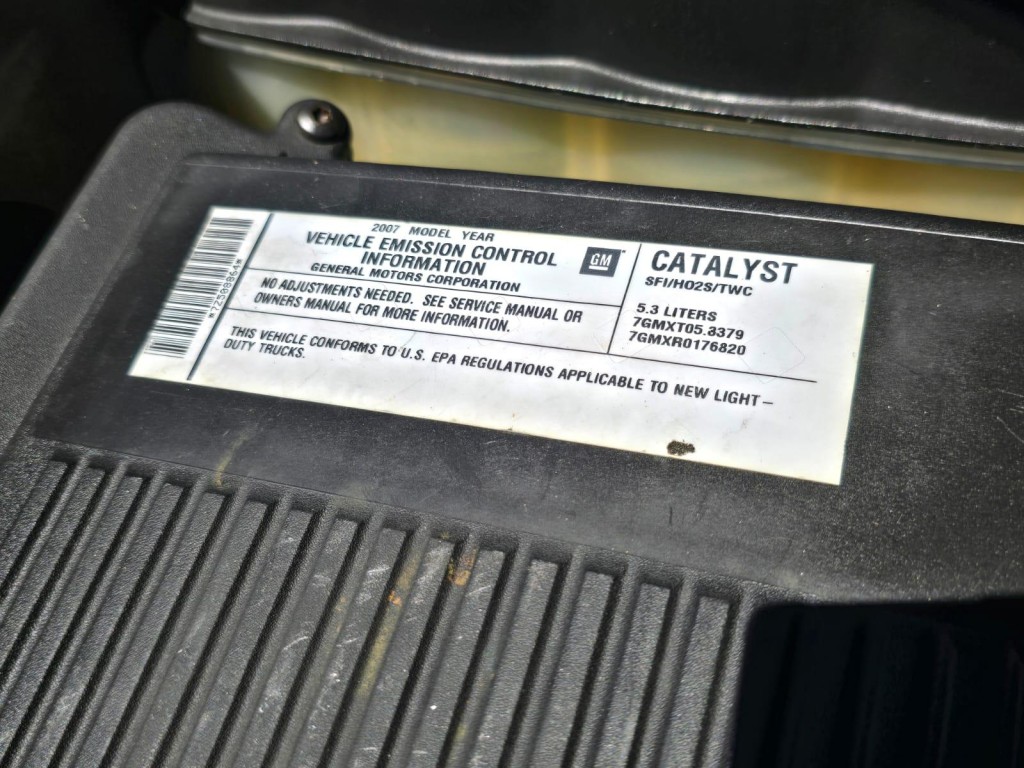 *72508864*
2007 MODEL YEAR
VEHICLE EMISSION CONTROL
INFORMATION
GENERAL MOTORS CORPORATION
GM
NO ADJUSTMENTS NEEDED. SEE SERVICE MANUAL OR
OWNERS MANUAL FOR MORE INFORMATION.
CATALYST
SFI/HO2S/TWC
5.3 LITERS
7GMXT05.3379
7GMXR0176820
THIS VEHICLE CONFORMS TO U.S. EPA REGULATIONS APPLICABLE TO NEW LIGHT-
DUTY TRUCKS.